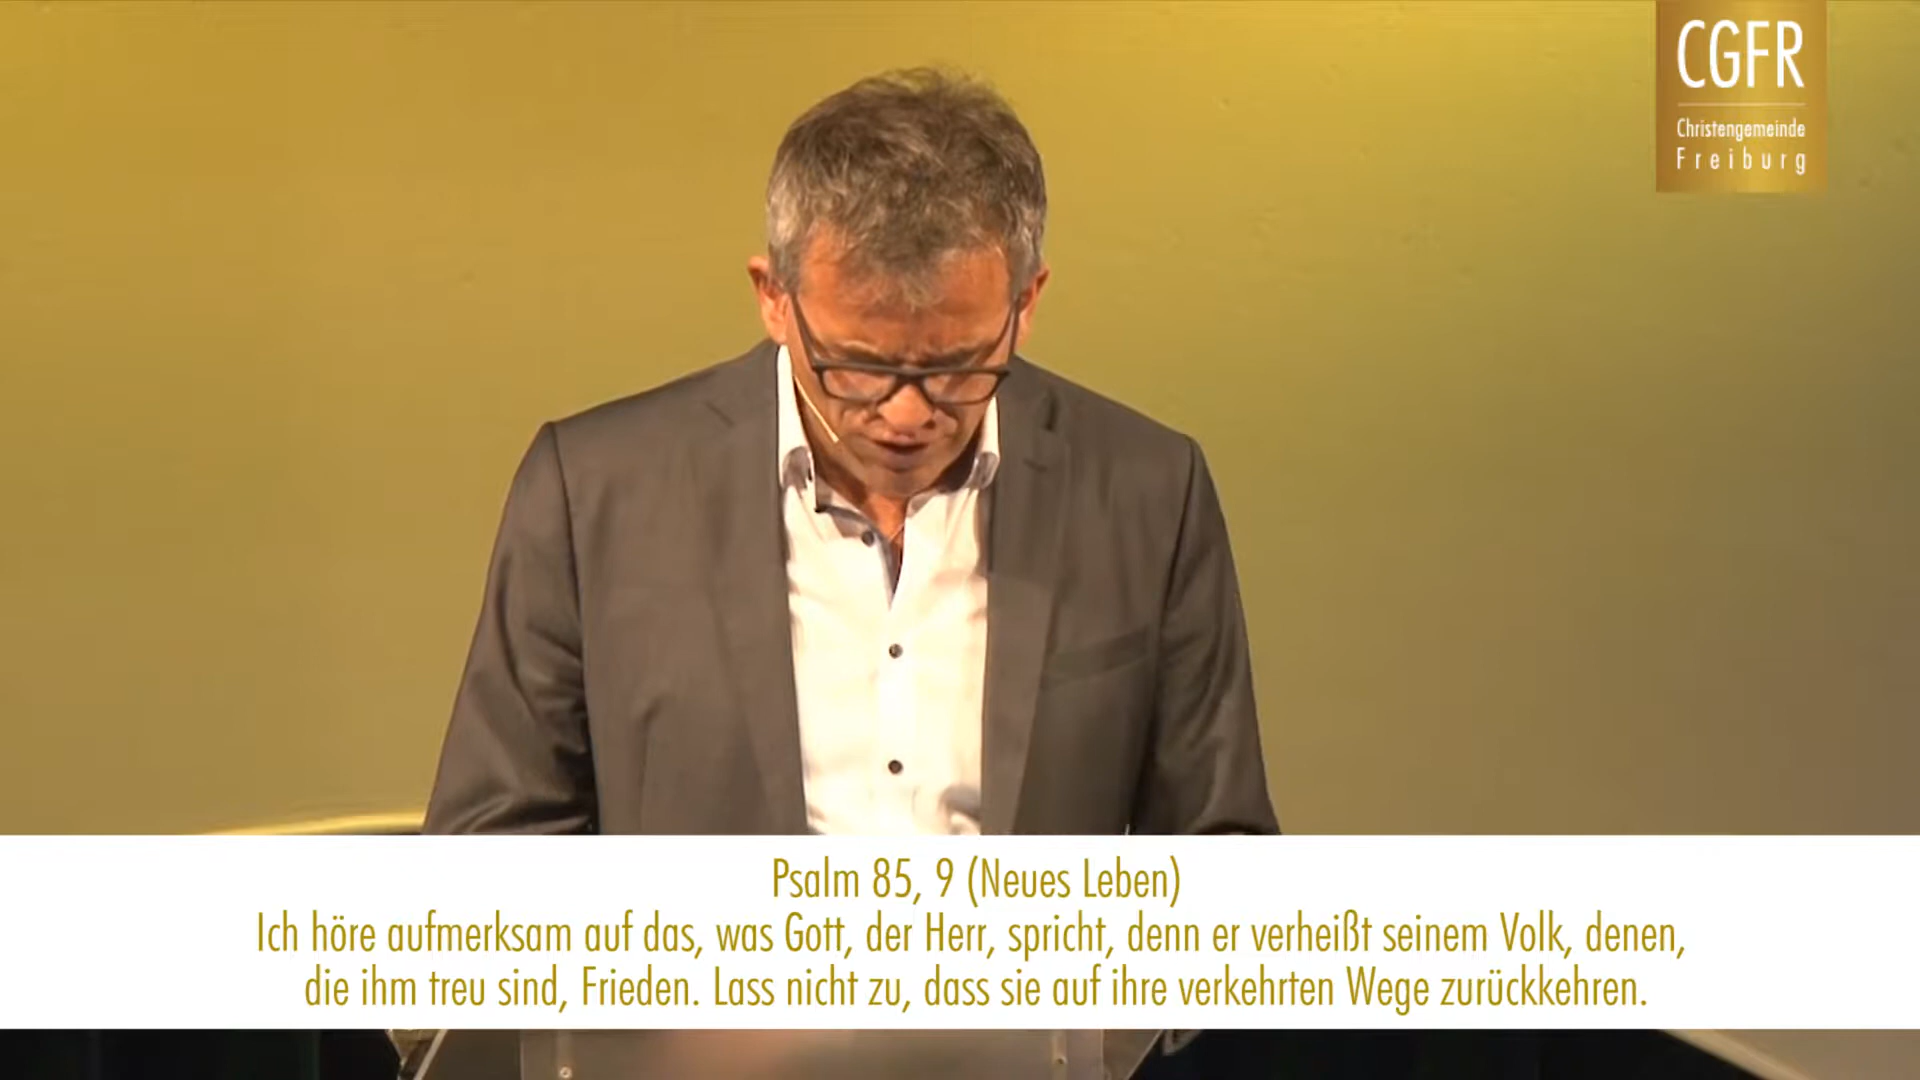 CGFR
Christengemeinde
Freiburg
Psalm 85, 9 (Neues Leben)
Ich höre aufmerksam auf das, was Gott, der Herr, spricht, denn er verheißt seinem Volk, denen,
die ihm treu sind, Frieden. Lass nicht zu, dass sie auf ihre verkehrten Wege zurückkehren.